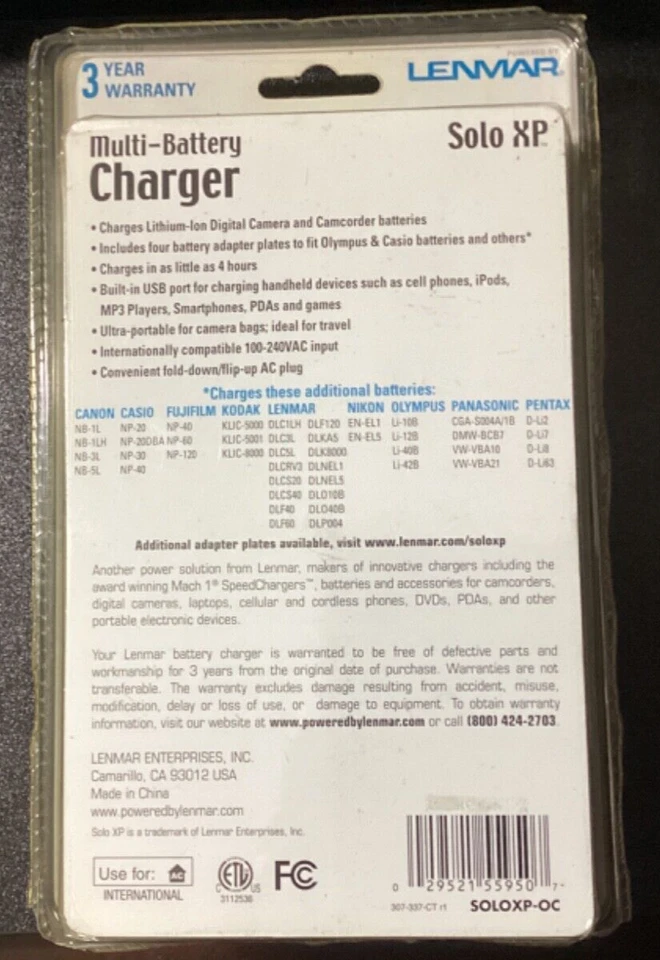 3 YEAR
WARRANTY
POWERED BY
LENMAR®
Multi-Battery
Charger
Solo XP™
• Charges Lithium-Ion Digital Camera and Camcorder batteries
• Includes four battery adapter plates to fit Olympus & Casio batteries and others*
• Charges in as little as 4 hours
• Built-in USB port for charging handheld devices such as cell phones, iPods,
MP3 Players, Smartphones, PDAs and games
• Ultra-portable for camera bags; ideal for travel
• Internationally compatible 100-240VAC input
• Convenient fold-down/flip-up AC plug
*Charges these additional batteries:
CANON CASIO FUJIFILM KODAK LENMAR NIKON OLYMPUS PANASONIC PENTAX
NB-1L NP-20 NP-40 KLIC-5000 DLC1LH DLF120 EN-EL1 Li-10B CGA-S004A/1B D-Li2
NB-1LH NP-20DBA NP-60 KLIC-5001 DLC3L DLKA5 EN-EL5 Li-12B DMW-BCB7 D-Li7
NB-3L NP-30 NP-120 KLIC-8000 DLC5L DLK8000 Li-40B VW-VBA10 D-Li8
NB-5L NP-40 DLCRV3 DLNEL1 Li-42B VW-VBA21 D-Li63
DLCS20 DLNEL5
DLCS40 DLO10B
DLF40 DLO40B
DLF60 DLP004
Additional adapter plates available, visit www.lenmar.com/soloxp
Another power solution from Lenmar, makers of innovative chargers including the
award winning Mach 1® SpeedChargers™, batteries and accessories for camcorders,
digital cameras, laptops, cellular and cordless phones, DVDs, PDAs, and other
portable electronic devices.
Your Lenmar battery charger is warranted to be free of defective parts and
workmanship for 3 years from the original date of purchase. Warranties are not
transferable. The warranty excludes damage resulting from accident, misuse,
modification, delay or loss of use, or damage to equipment. To obtain warranty
information, visit our website at www.poweredbylenmar.com or call (800) 424-2703.
LENMAR ENTERPRISES, INC.
Camarillo, CA 93012 USA
Made in China
www.poweredbylenmar.com
Solo XP is a trademark of Lenmar Enterprises, Inc.
Use for: AC
INTERNATIONAL
ETL US
3112536
FC
0 29521 55950 7
307-337-CT r1
SOLOXP-OC